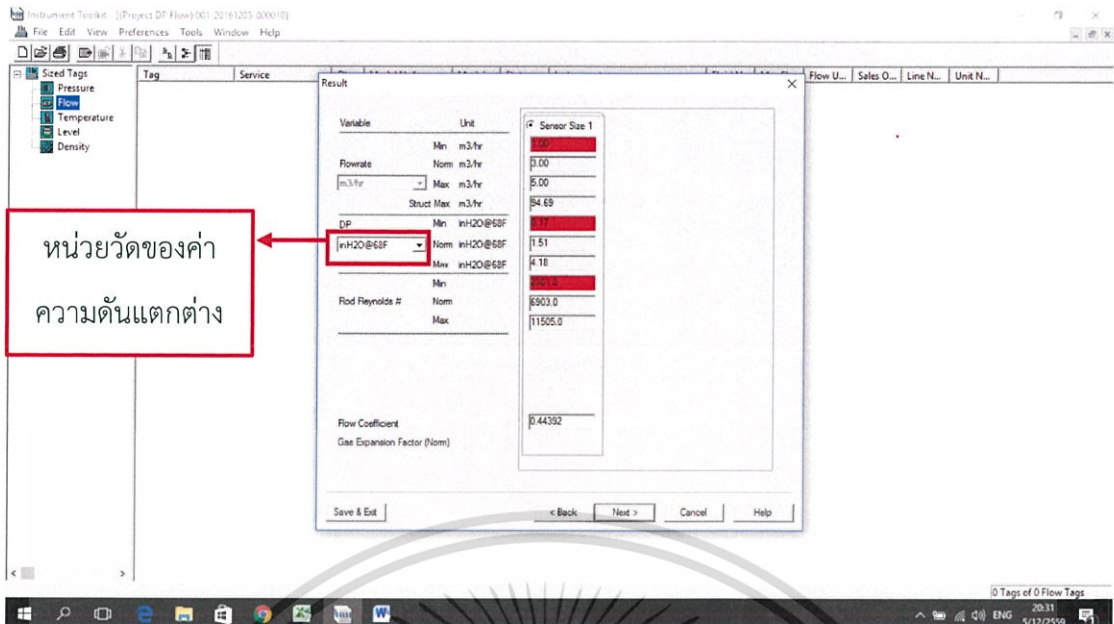 Instrument Toolkit - [(Project DP Flow) 001 20161205-000010]
File Edit View Preferences Tools Window Help
Sized Tags
Pressure
Flow
Temperature
Level
Density
Tag Service
Flow U... Sales O... Line N... Unit N...
Result
Variable Unit
Sensor Size 1
Min m3/hr 1.00
Flowrate Norm m3/hr 3.00
m3/hr Max m3/hr 5.00
Struct Max m3/hr 94.69
DP Min inH2O@68F 0.17
inH2O@68F Norm inH2O@68F 1.51
Max inH2O@68F 4.18
Min 2301.0
Rod Reynolds # Norm 6903.0
Max 11505.0
Flow Coefficient 0.44392
Gas Expansion Factor (Norm)
Save & Exit < Back Next > Cancel Help
หน่วยวัดของค่า
ความดันแตกต่าง
0 Tags of 0 Flow Tags
ENG 20:31
5/12/2559